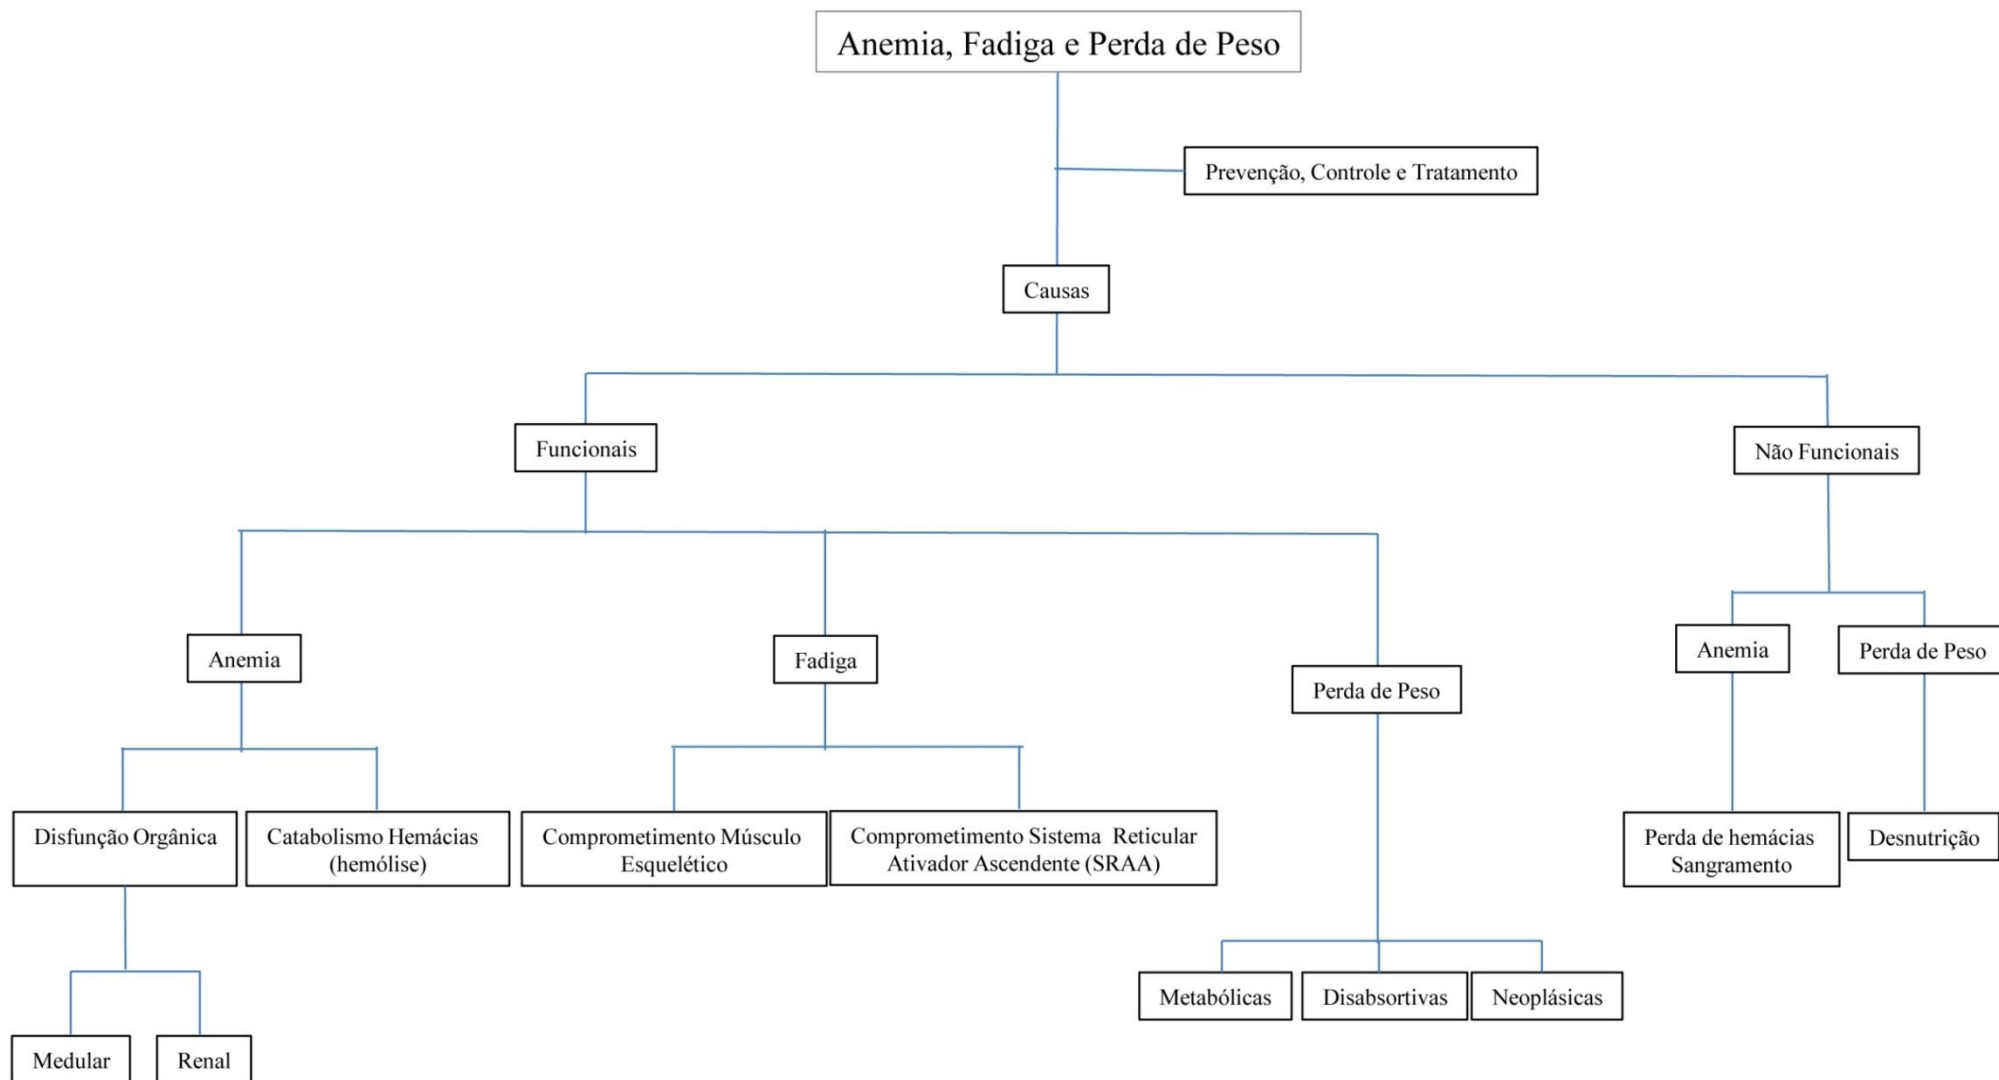 Anemia, Fadiga e Perda de Peso
Prevenção, Controle e Tratamento
Causas
Funcionais
Não Funcionais
Anemia
Fadiga
Perda de Peso
Anemia
Perda de Peso
Disfunção Orgânica
Catabolismo Hemácias
(hemólise)
Comprometimento Músculo
Esquelético
Comprometimento Sistema Reticular
Ativador Ascendente (SRAA)
Perda de hemácias
Sangramento
Desnutrição
Metabólicas
Disabsortivas
Neoplásicas
Medular
Renal